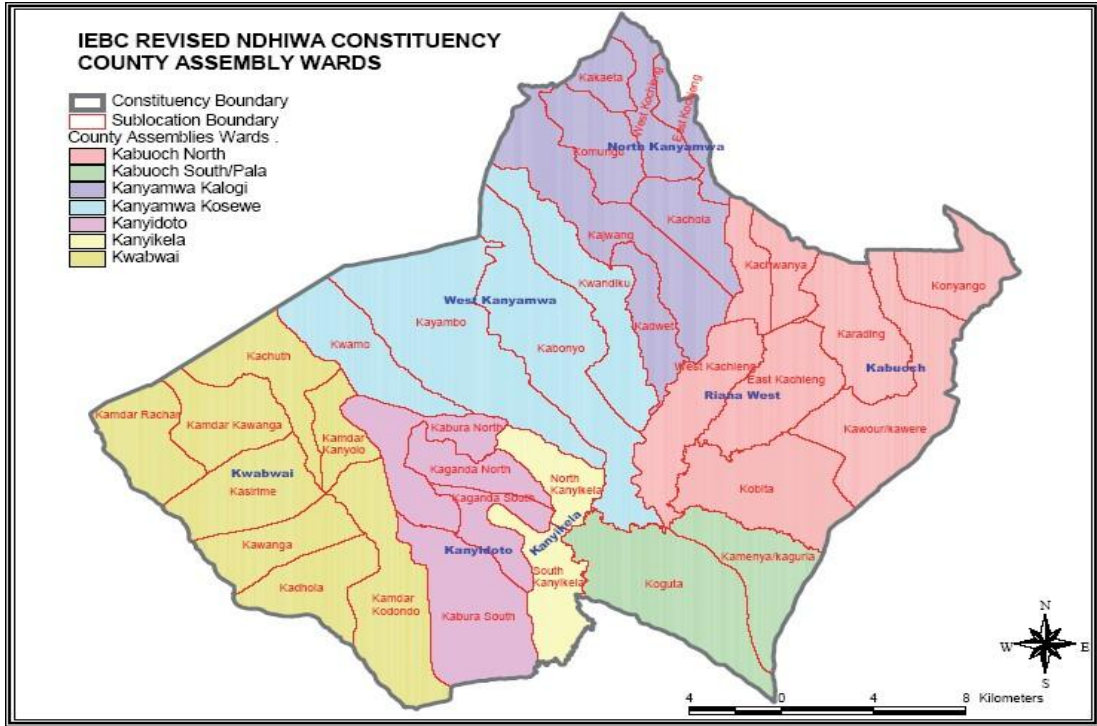 IEBC REVISED NDHIWA CONSTITUENCY
COUNTY ASSEMBLY WARDS
Constituency Boundary
Sublocation Boundary
County Assemblies Wards .
Kabuoch North
Kabuoch South/Pala
Kanyamwa Kalogi
Kanyamwa Kosewe
Kanyidoto
Kanyikela
Kwabwai
Kakaeta
West Kochieng
East Kochieng
North Kanyamwa
Komungo
Kachola
Kajwang
Kachwanya
Kwandiku
Konyango
West Kanyamwa
Kayambo
Kadwet
Karading
Kwamo
Kabonyo
Kachuth
West Kachieng
East Kachieng
Kabuoch
Riana West
Kamdar Rachar
Kamdar Kawanga
Kabura North
Kawour/kawere
Kamdar
Kanyolo
Kwabwai
Kaganda North
North
Kanyikela
Kasirime
Kaganda South
Kobita
Kanyikela
Kawanga
Kanyidoto
Kamenya/kaguria
South
Kanyikela
Koguta
Kadhola
Kamdar
Kodondo
Kabura South
N
W
E
S
4 0 4 8 Kilometers